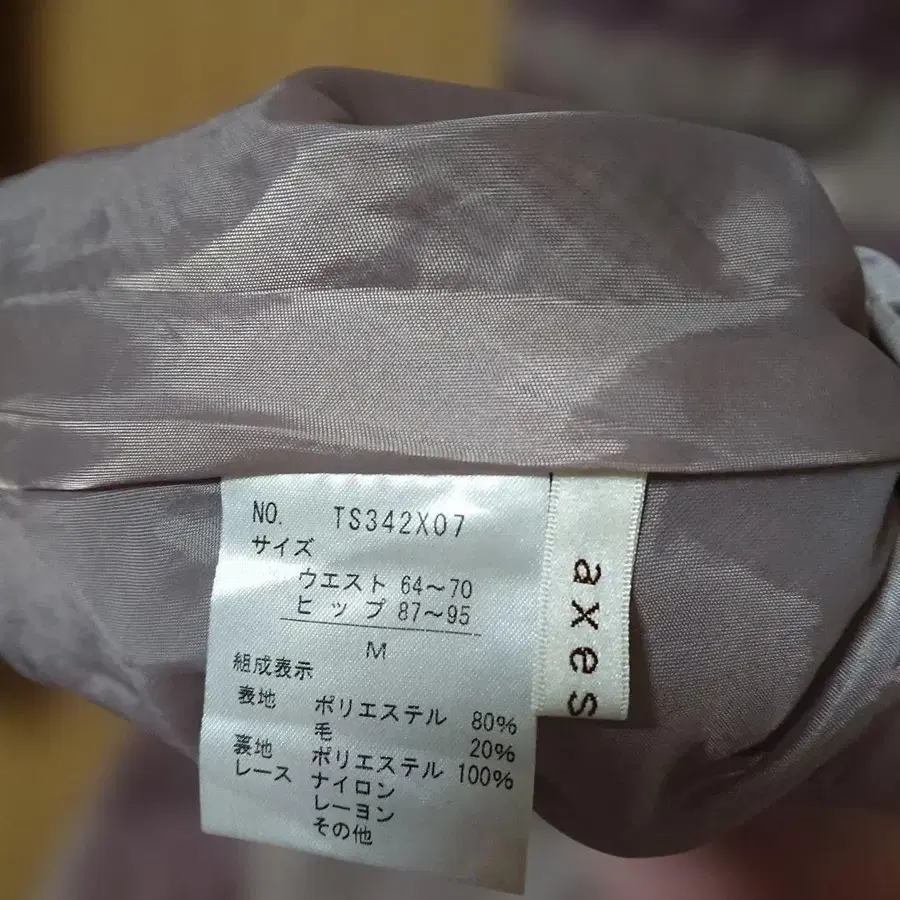 NO. TS342X07
サイズ
ウエスト 64～70
ヒップ 87～95
M
組成表示
表地 ポリエステル 80%
毛 20%
裏地 ポリエステル 100%
レース ナイロン
レーヨン
その他
axes